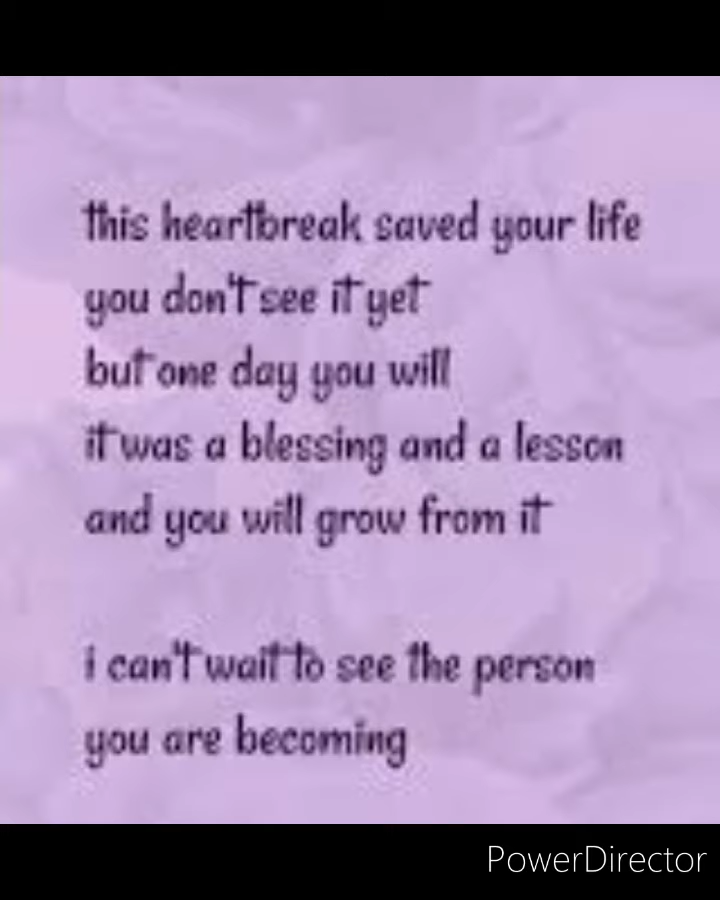 this heartbreak saved your life
you don't see it yet
but one day you will
it was a blessing and a lesson
and you will grow from it
i can't wait to see the person
you are becoming
PowerDirector